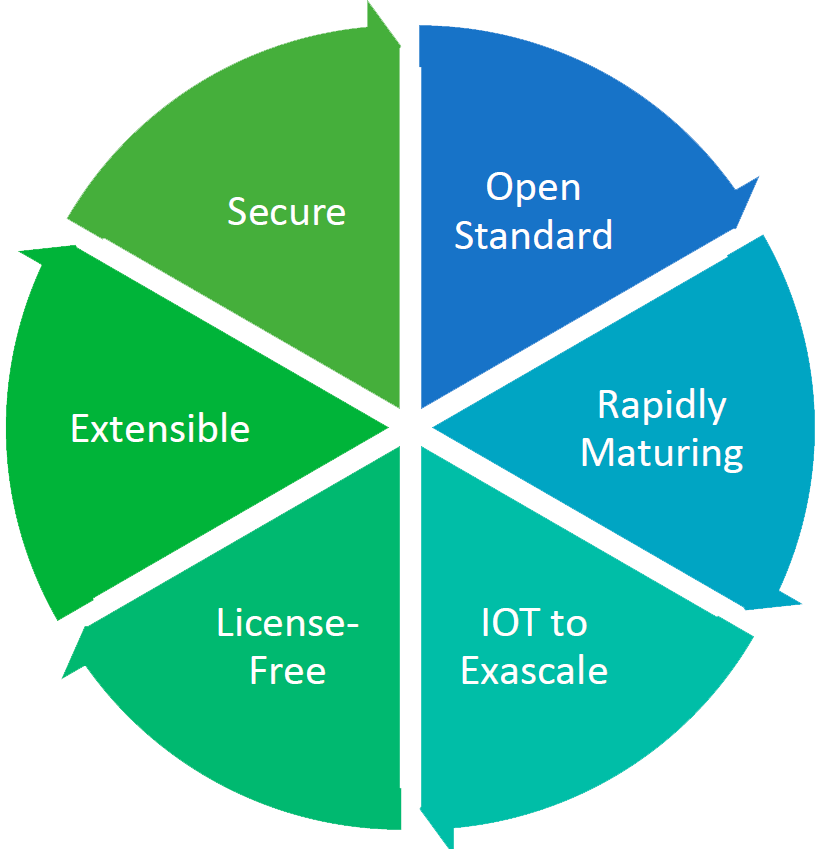 Open
Standard
Rapidly
Maturing
IOT to
Exascale
License-
Free
Extensible
Secure